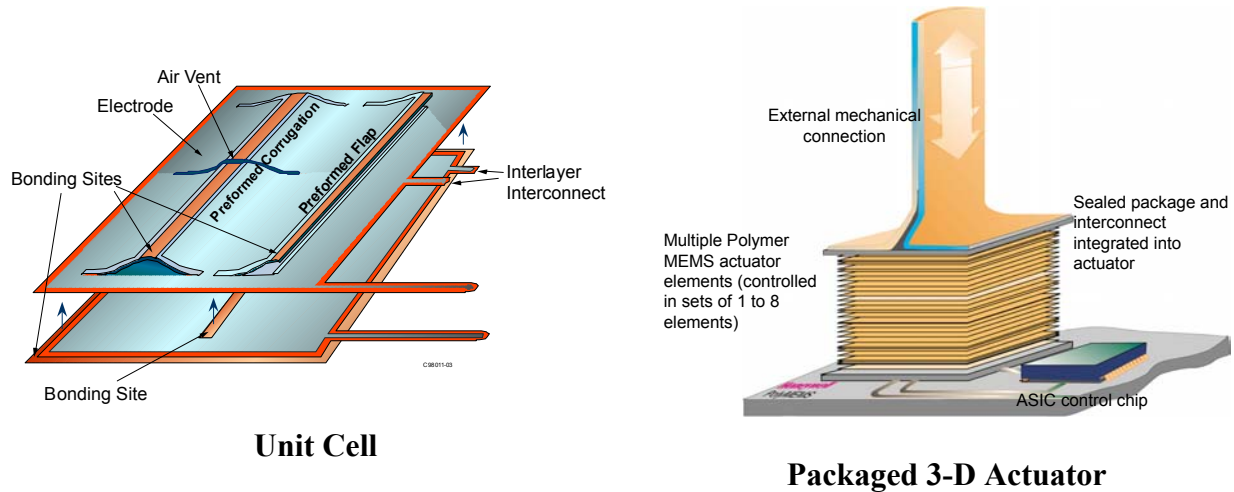 Air Vent
Electrode
Preformed Corrugation
Preformed Flap
Bonding Sites
Interlayer
Interconnect
C98011-03
Bonding Site
Unit Cell
External mechanical
connection
Multiple Polymer
MEMS actuator
elements (controlled
in sets of 1 to 8
elements)
Sealed package and
interconnect
integrated into
actuator
ASIC control chip
Packaged 3-D Actuator